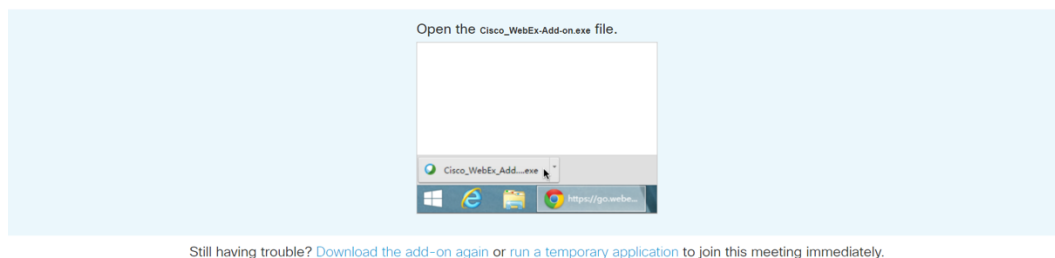 Open the Cisco_WebEx-Add-on.exe file.
Cisco_WebEx_Add....exe
https://go.webe...
Still having trouble? Download the add-on again or run a temporary application to join this meeting immediately.